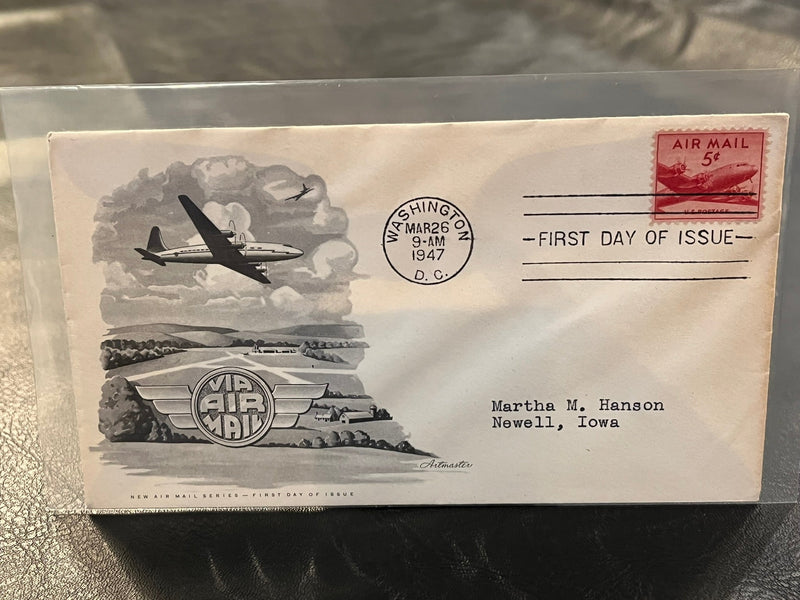 AIR MAIL
5¢
U.S. POSTAGE
WASHINGTON
MAR 26
9-AM
1947
D. C.
FIRST DAY OF ISSUE
VIA
AIR
MAIL
Martha M. Hanson
Newell, Iowa
Artmaster
NEW AIR MAIL SERIES — FIRST DAY OF ISSUE